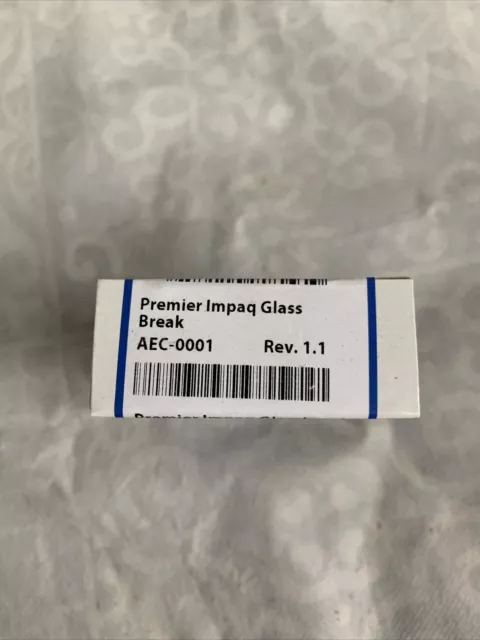 Premier Impaq Glass
Break
AEC-0001 Rev. 1.1